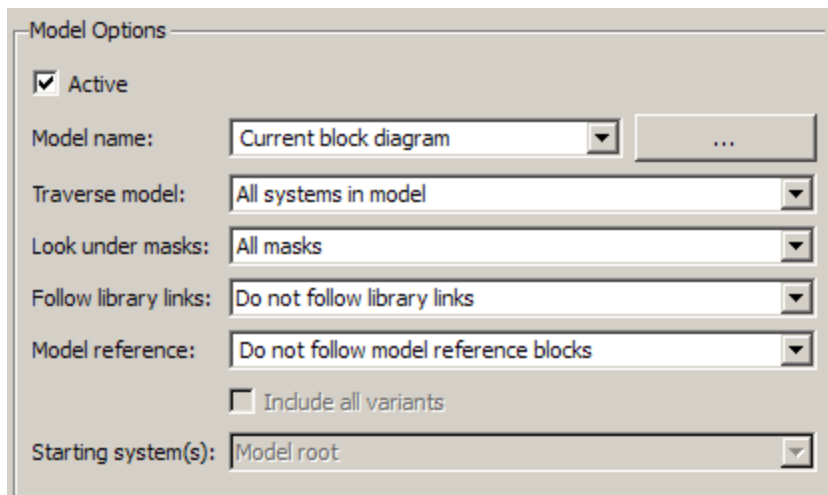 Model Options
Active
Model name: Current block diagram ...
Traverse model: All systems in model
Look under masks: All masks
Follow library links: Do not follow library links
Model reference: Do not follow model reference blocks
Include all variants
Starting system(s): Model root